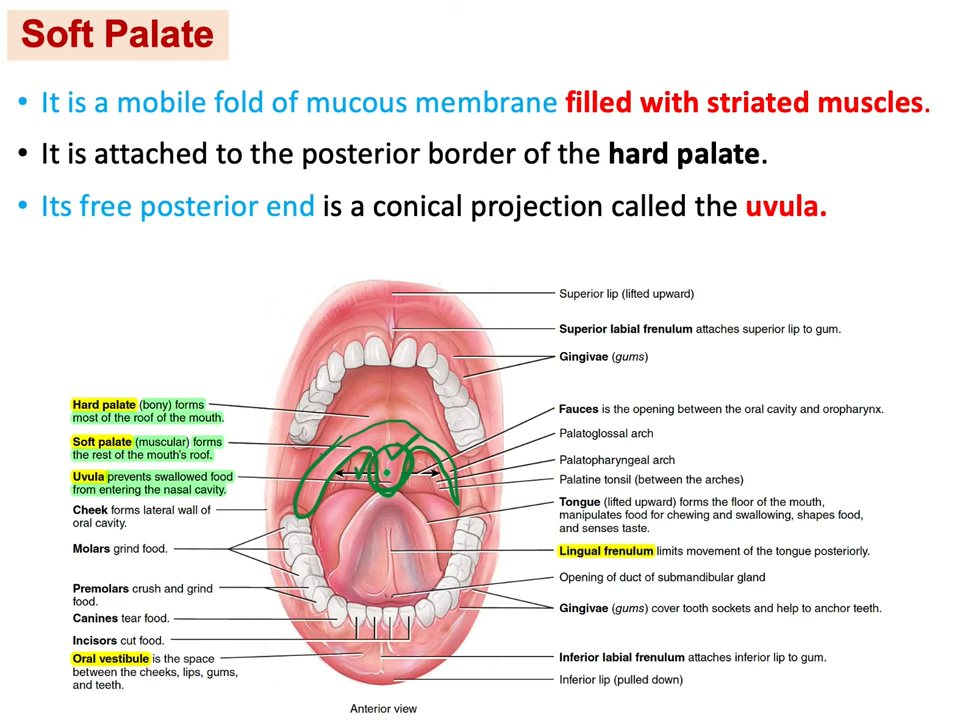 Soft Palate
• It is a mobile fold of mucous membrane filled with striated muscles.
• It is attached to the posterior border of the hard palate.
• Its free posterior end is a conical projection called the uvula.
Superior lip (lifted upward)
Superior labial frenulum attaches superior lip to gum.
Gingivae (gums)
Hard palate (bony) forms
most of the roof of the mouth.
Soft palate (muscular) forms
the rest of the mouth's roof.
Uvula prevents swallowed food
from entering the nasal cavity.
Cheek forms lateral wall of
oral cavity.
Molars grind food.
Premolars crush and grind
food.
Canines tear food.
Incisors cut food.
Oral vestibule is the space
between the cheeks, lips, gums,
and teeth.
Fauces is the opening between the oral cavity and oropharynx.
Palatoglossal arch
Palatopharyngeal arch
Palatine tonsil (between the arches)
Tongue (lifted upward) forms the floor of the mouth,
manipulates food for chewing and swallowing, shapes food,
and senses taste.
Lingual frenulum limits movement of the tongue posteriorly.
Opening of duct of submandibular gland
Gingivae (gums) cover tooth sockets and help to anchor teeth.
Inferior labial frenulum attaches inferior lip to gum.
Inferior lip (pulled down)
Anterior view